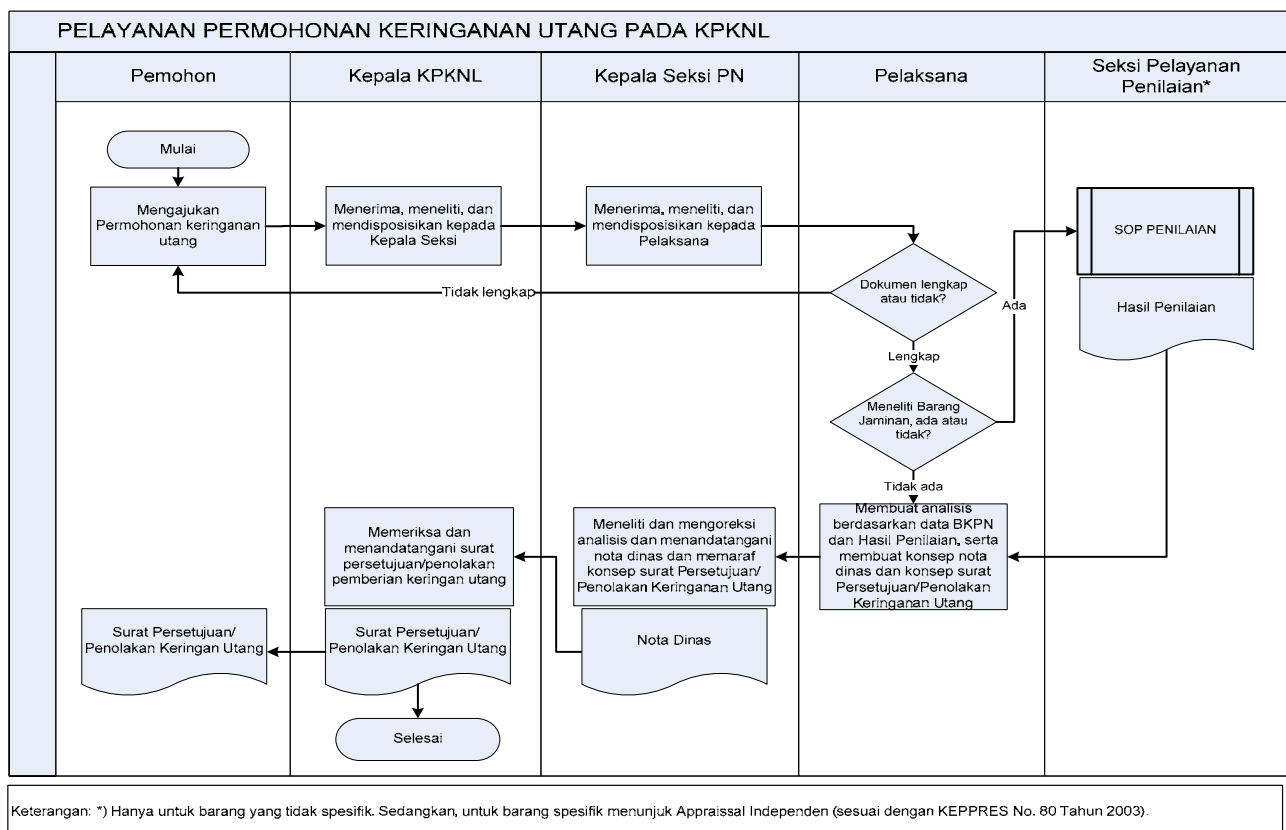 PELAYANAN PERMOHONAN KERINGANAN UTANG PADA KPKNL
Pemohon
Kepala KPKNL
Kepala Seksi PN
Pelaksana
Seksi Pelayanan
Penilaian*
Mulai
Mengajukan
Permohonan keringanan
utang
Menerima, meneliti, dan
mendisposisikan kepada
Kepala Seksi
Menerima, meneliti, dan
mendisposisikan kepada
Pelaksana
Dokumen lengkap
atau tidak?
Tidak lengkap
Lengkap
Meneliti Barang
Jaminan, ada atau
tidak?
Ada
SOP PENILAIAN
Hasil Penilaian
Tidak ada
Membuat analisis
berdasarkan data BKPN
dan Hasil Penilaian, serta
membuat konsep nota
dinas dan konsep surat
Persetujuan/Penolakan
Keringanan Utang
Meneliti dan mengoreksi
analisis dan menandatangani
nota dinas dan memaraf
konsep surat Persetujuan/
Penolakan Keringanan Utang
Nota Dinas
Memeriksa dan
menandatangani surat
persetujuan/penolakan
pemberian keringan utang
Surat Persetujuan/
Penolakan Keringan Utang
Surat Persetujuan/
Penolakan Keringan Utang
Selesai
Keterangan: *) Hanya untuk barang yang tidak spesifik. Sedangkan, untuk barang spesifik menunjuk Appraissal Independen (sesuai dengan KEPPRES No. 80 Tahun 2003).